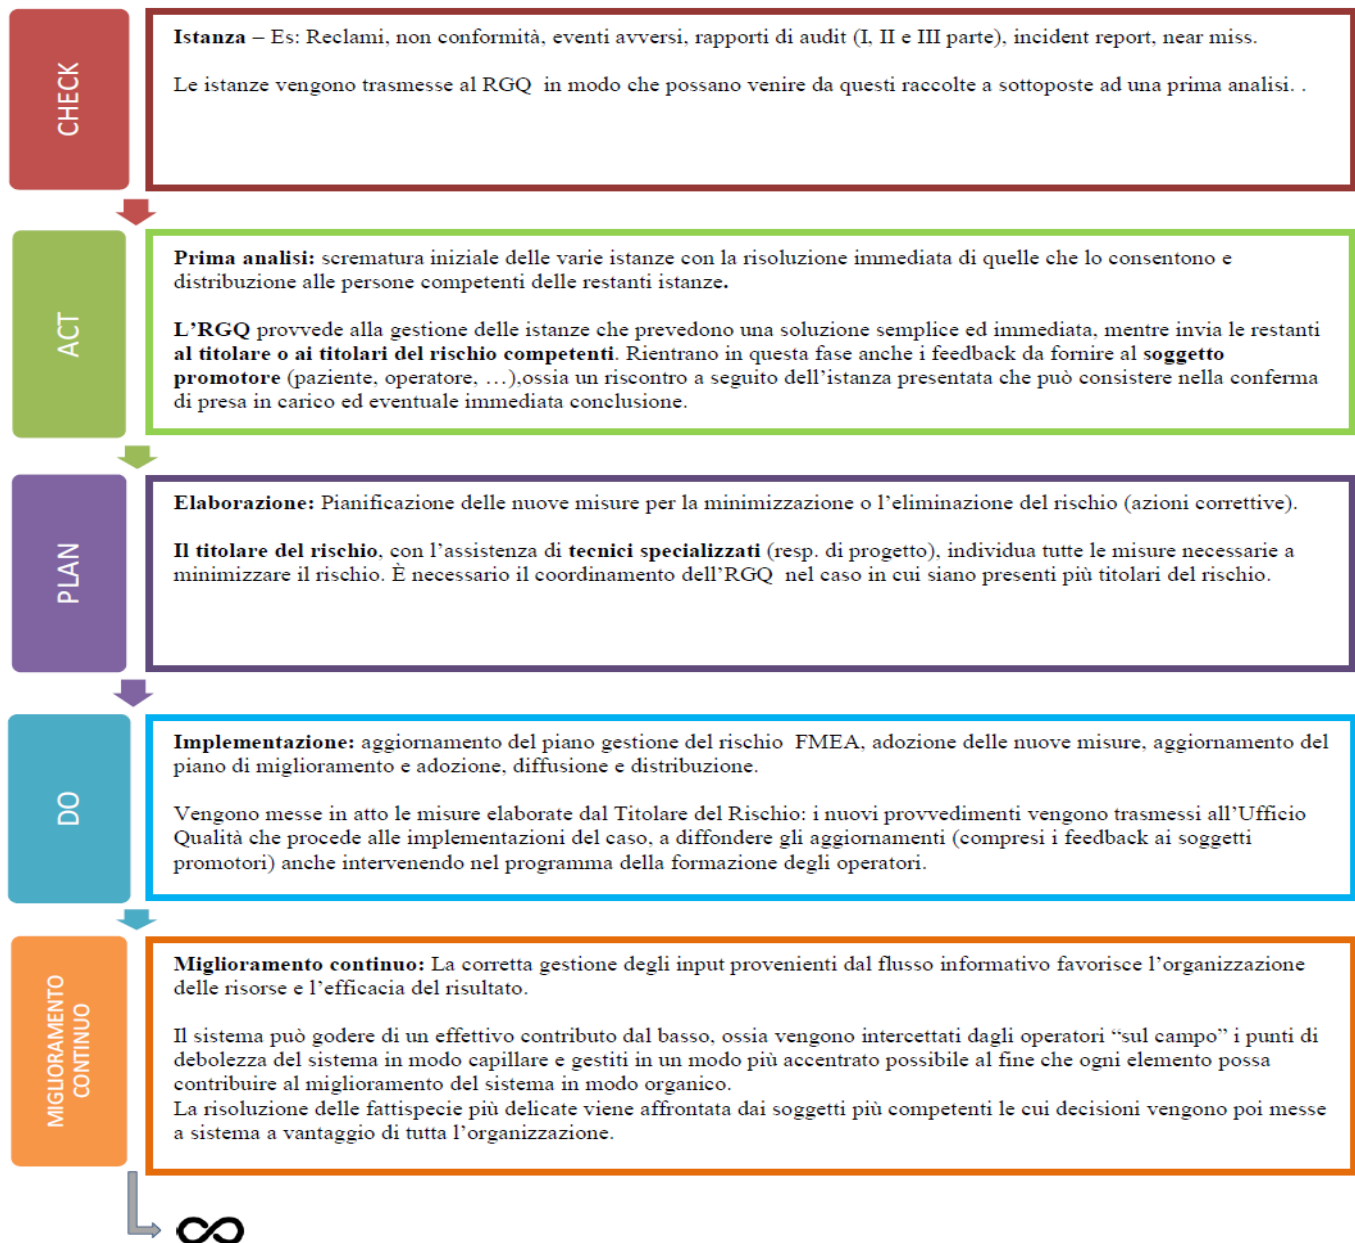 CHECK
Istanza – Es: Reclami, non conformità, eventi avversi, rapporti di audit (I, II e III parte), incident report, near miss.
Le istanze vengono trasmesse al RGQ in modo che possano venire da questi raccolte a sottoposte ad una prima analisi. .
ACT
Prima analisi: scrematura iniziale delle varie istanze con la risoluzione immediata di quelle che lo consentono e
distribuzione alle persone competenti delle restanti istanze.
L’RGQ provvede alla gestione delle istanze che prevedono una soluzione semplice ed immediata, mentre invia le restanti
al titolare o ai titolari del rischio competenti. Rientrano in questa fase anche i feedback da fornire al soggetto
promotore (paziente, operatore, …),ossia un riscontro a seguito dell’istanza presentata che può consistere nella conferma
di presa in carico ed eventuale immediata conclusione.
PLAN
Elaborazione: Pianificazione delle nuove misure per la minimizzazione o l’eliminazione del rischio (azioni correttive).
Il titolare del rischio, con l’assistenza di tecnici specializzati (resp. di progetto), individua tutte le misure necessarie a
minimizzare il rischio. È necessario il coordinamento dell’RGQ nel caso in cui siano presenti più titolari del rischio.
DO
Implementazione: aggiornamento del piano gestione del rischio FMEA, adozione delle nuove misure, aggiornamento del
piano di miglioramento e adozione, diffusione e distribuzione.
Vengono messe in atto le misure elaborate dal Titolare del Rischio: i nuovi provvedimenti vengono trasmessi all’Ufficio
Qualità che procede alle implementazioni del caso, a diffondere gli aggiornamenti (compresi i feedback ai soggetti
promotori) anche intervenendo nel programma della formazione degli operatori.
MIGLIORAMENTO
CONTINUO
Miglioramento continuo: La corretta gestione degli input provenienti dal flusso informativo favorisce l’organizzazione
delle risorse e l’efficacia del risultato.
Il sistema può godere di un effettivo contributo dal basso, ossia vengono intercettati dagli operatori “sul campo” i punti di
debolezza del sistema in modo capillare e gestiti in un modo più accentrato possibile al fine che ogni elemento possa
contribuire al miglioramento del sistema in modo organico.
La risoluzione delle fattispecie più delicate viene affrontata dai soggetti più competenti le cui decisioni vengono poi messe
a sistema a vantaggio di tutta l’organizzazione.
∞